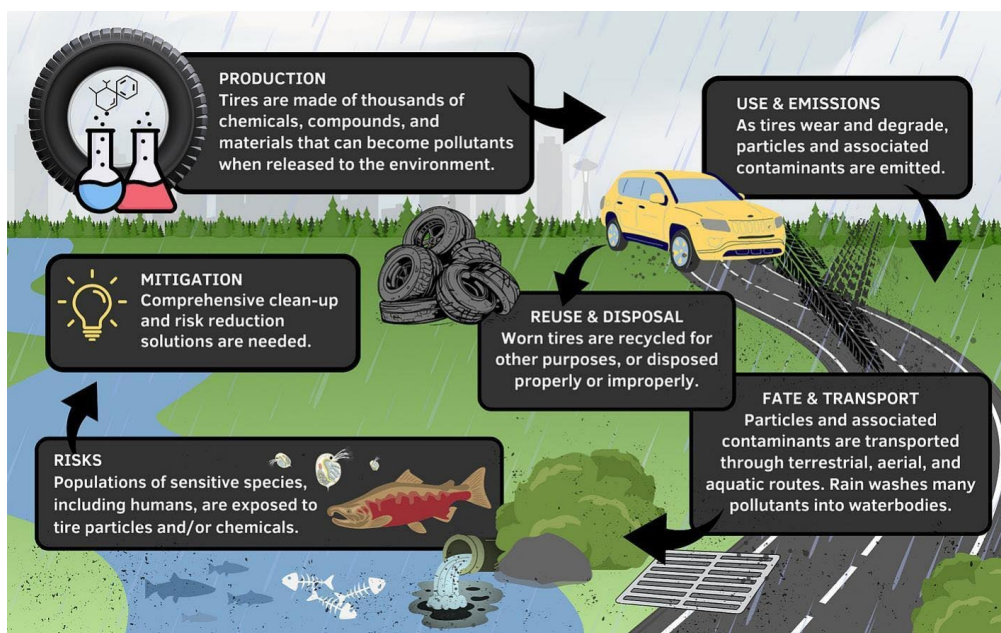 PRODUCTION
Tires are made of thousands of
chemicals, compounds, and
materials that can become pollutants
when released to the environment.
USE & EMISSIONS
As tires wear and degrade,
particles and associated
contaminants are emitted.
REUSE & DISPOSAL
Worn tires are recycled for
other purposes, or disposed
properly or improperly.
FATE & TRANSPORT
Particles and associated
contaminants are transported
through terrestrial, aerial, and
aquatic routes. Rain washes many
pollutants into waterbodies.
RISKS
Populations of sensitive species,
including humans, are exposed to
tire particles and/or chemicals.
MITIGATION
Comprehensive clean-up
and risk reduction
solutions are needed.